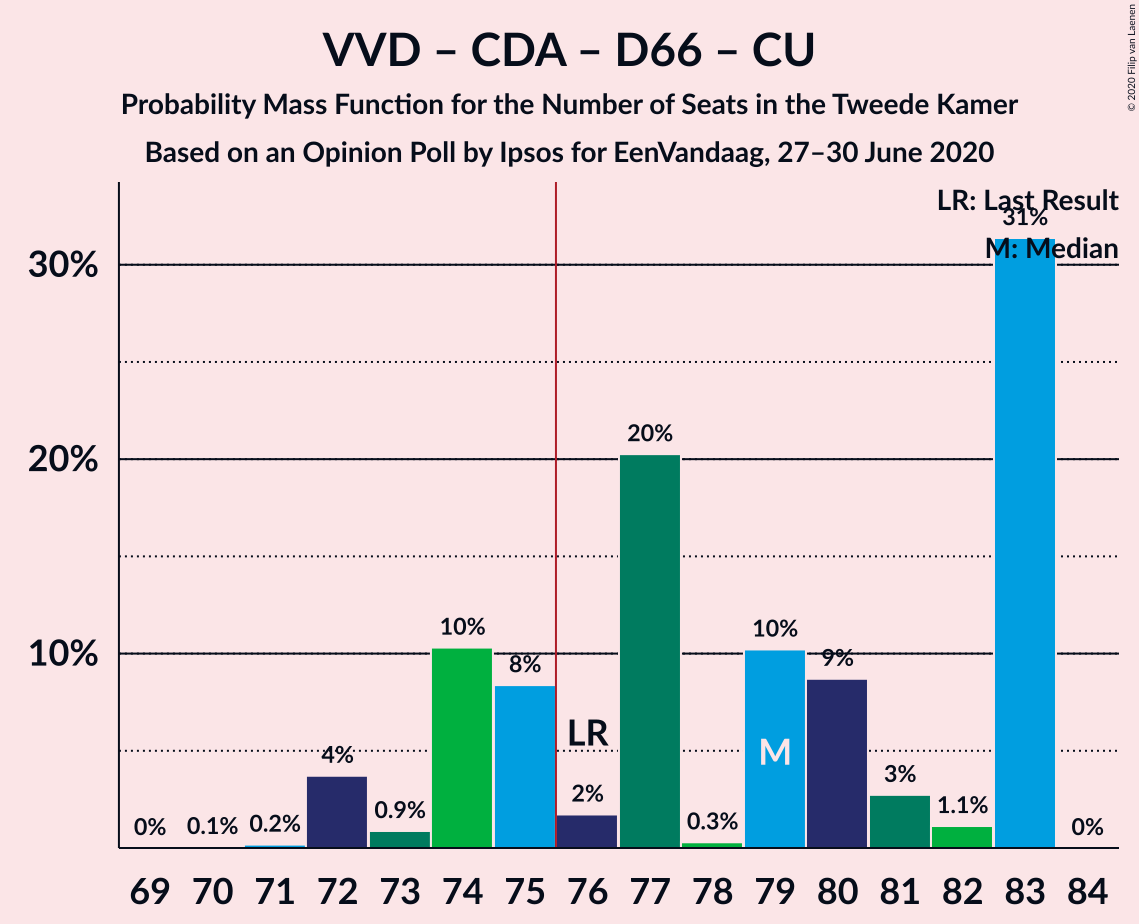 VVD – CDA – D66 – CU
Probability Mass Function for the Number of Seats in the Tweede Kamer
Based on an Opinion Poll by Ipsos for EenVandaag, 27–30 June 2020
© 2020 Filip van Laenen
LR: Last Result
M: Median
30%
20%
10%
0%
0.1%
0.2%
4%
0.9%
10%
8%
2%
20%
0.3%
10%
9%
3%
1.1%
31%
0%
LR
M
69 70 71 72 73 74 75 76 77 78 79 80 81 82 83 84